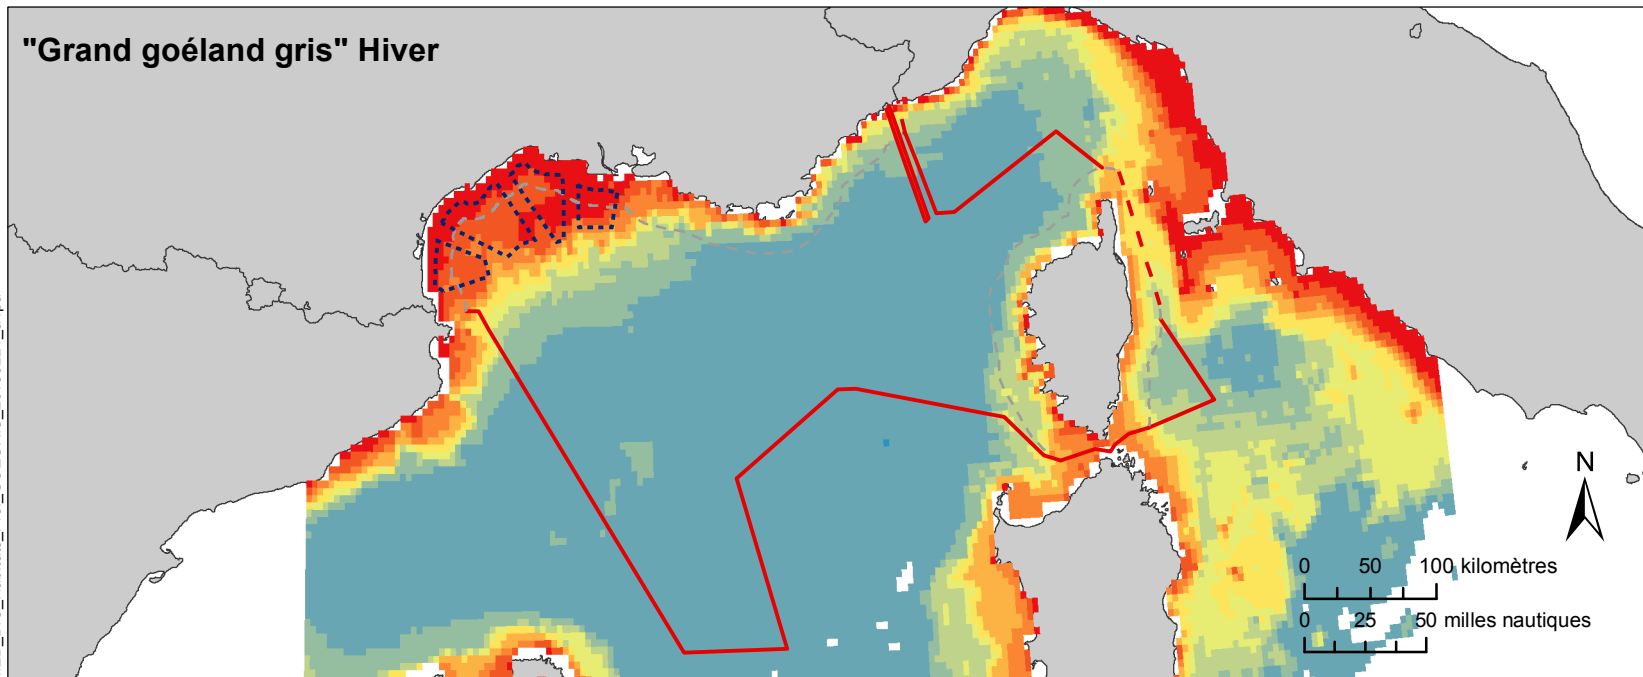 "Grand goéland gris" Hiver
N
0 50 100 kilomètres
0 25 50 milles nautiques